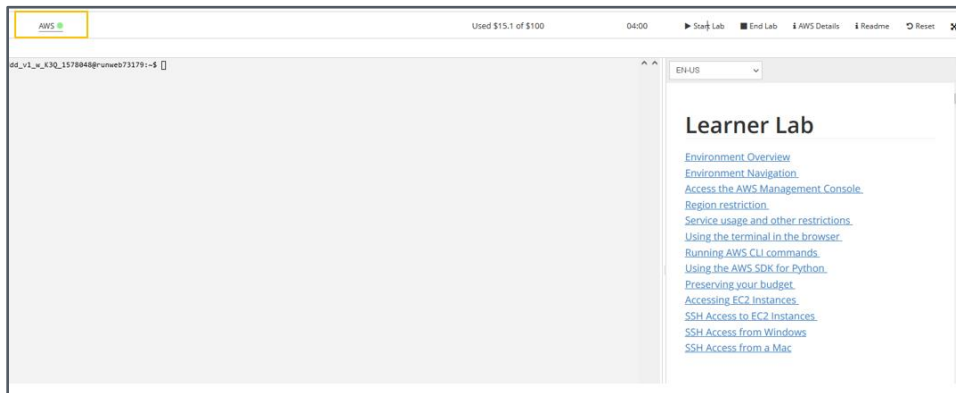 AWS
Used $15.1 of $100
04:00
Start Lab
End Lab
AWS Details
Readme
Reset
dd_v1_w_K3Q_1578048@runweb73179:~$
EN-US
Learner Lab
Environment Overview
Environment Navigation
Access the AWS Management Console
Region restriction
Service usage and other restrictions
Using the terminal in the browser
Running AWS CLI commands
Using the AWS SDK for Python
Preserving your budget
Accessing EC2 Instances
SSH Access to EC2 Instances
SSH Access from Windows
SSH Access from a Mac